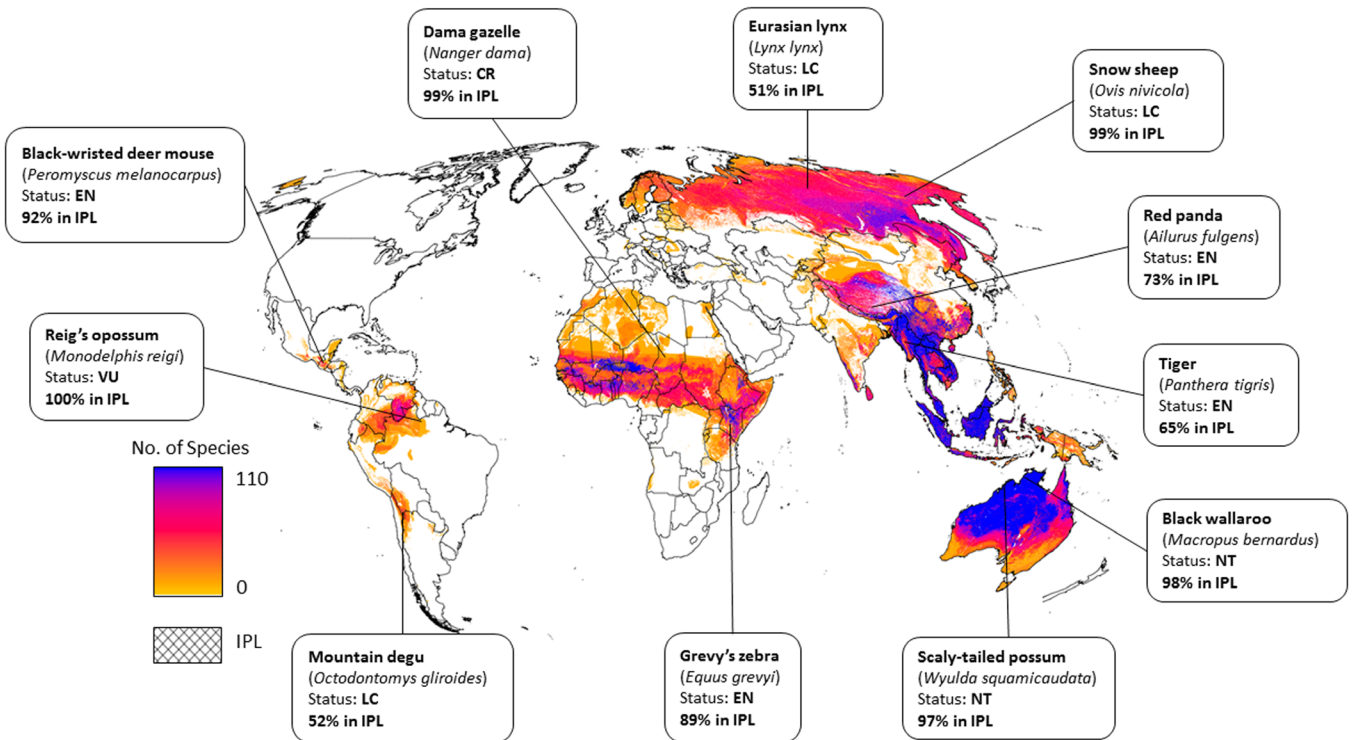 Dama gazelle
(Nanger dama)
Status: CR
99% in IPL
Eurasian lynx
(Lynx lynx)
Status: LC
51% in IPL
Snow sheep
(Ovis nivicola)
Status: LC
99% in IPL
Black-wristed deer mouse
(Peromyscus melanocarpus)
Status: EN
92% in IPL
Red panda
(Ailurus fulgens)
Status: EN
73% in IPL
Reig's opossum
(Monodelphis reigi)
Status: VU
100% in IPL
Tiger
(Panthera tigris)
Status: EN
65% in IPL
No. of Species
110
0
IPL
Black wallaroo
(Macropus bernardus)
Status: NT
98% in IPL
Mountain degu
(Octodontomys gliroides)
Status: LC
52% in IPL
Grevy's zebra
(Equus grevyi)
Status: EN
89% in IPL
Scaly-tailed possum
(Wyulda squamicaudata)
Status: NT
97% in IPL